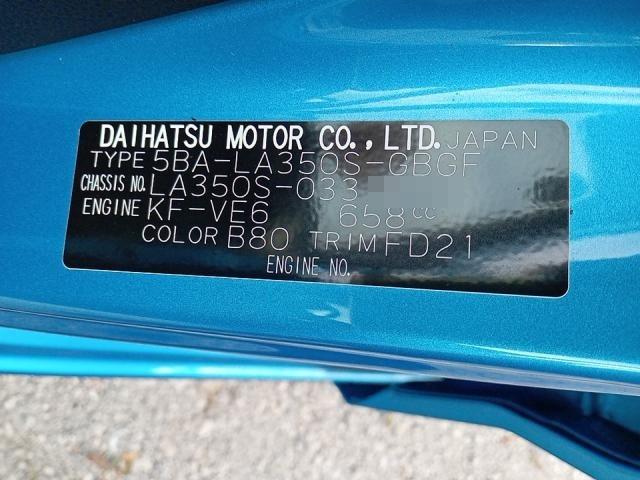 DAIHATSU MOTOR CO., LTD. JAPAN
TYPE 5BA-LA350S-GBGF
CHASSIS NO. LA350S-033
ENGINE KF-VE6 658cc
COLOR B80 TRIM FD21
ENGINE NO.